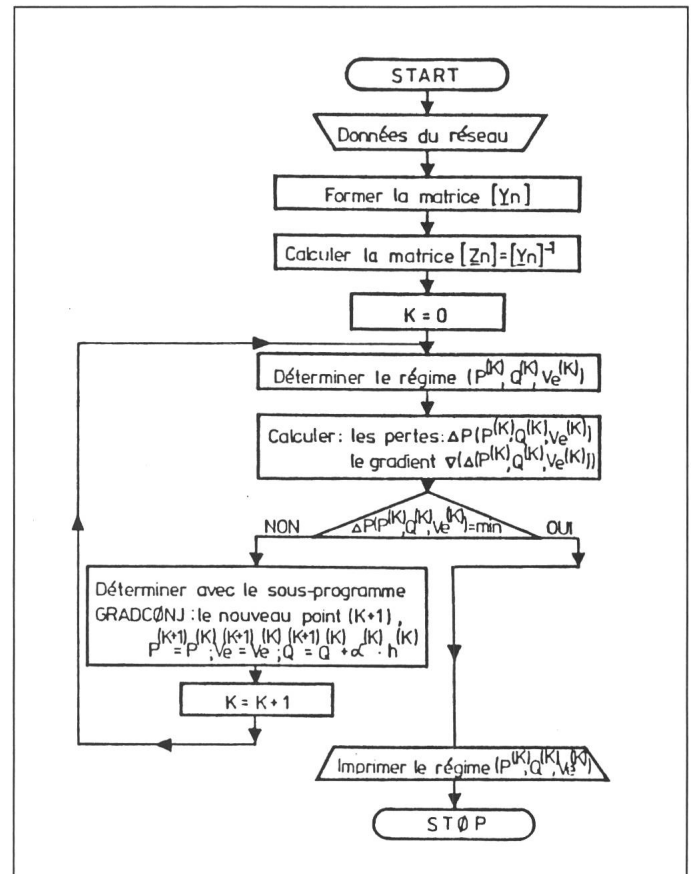 START
Données du réseau
Former la matrice [Yn]
Calculer la matrice [Zn]=[Yn]⁻¹
K = 0
Déterminer le régime (P^(K), Q^(K), Ve^(K))
Calculer: les pertes: ΔP(P^(K), Q^(K), Ve^(K))
le gradient ∇(Δ(P^(K), Q^(K), Ve^(K)))
ΔP(P^(K), Q^(K), Ve^(K))=min
NON
OUI
Déterminer avec le sous-programme
GRADCØNJ: le nouveau point (K+1),
P^(K+1) = P^(K); Ve^(K+1) = Ve^(K); Q^(K+1) = Q^(K) + α^(K) · h^(K)
K = K+1
Imprimer le régime (P^(K), Q^(K), Ve^(K))
STØP